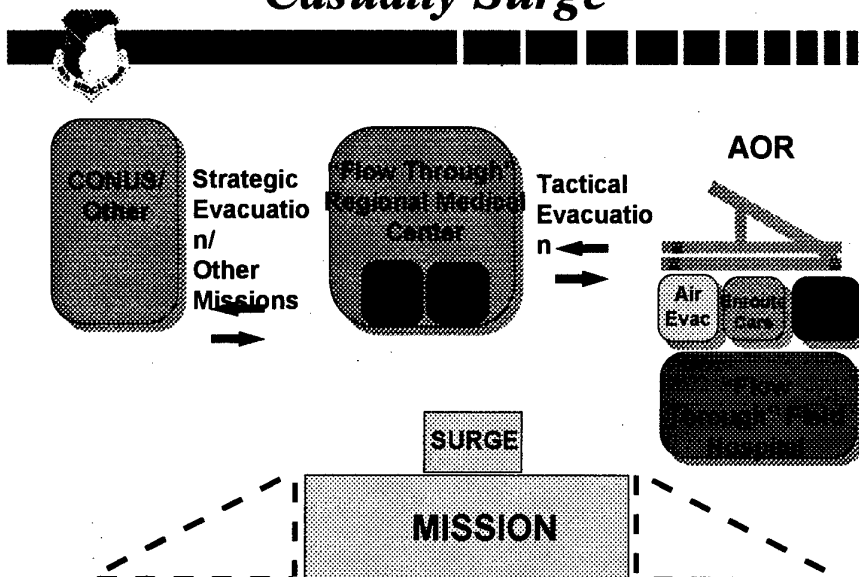 Casualty Surge
AOR
CONUS/
Other
Strategic
Evacuatio
n/
Other
Missions
"Flow Through"
Regional Medical
Center
Tactical
Evacuatio
n
Air
Evac
Enroute
Care
"Flow
Through" Field
Hospital
SURGE
MISSION